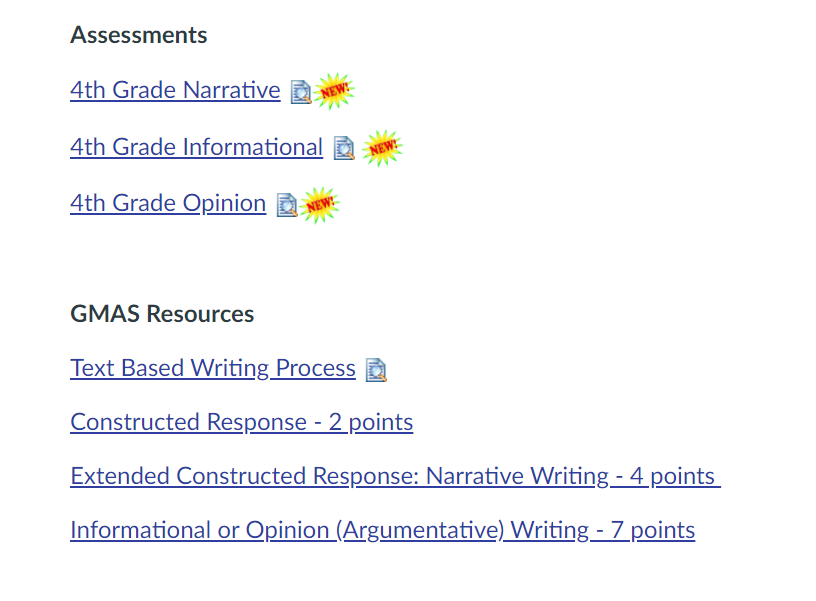 Assessments
4th Grade Narrative NEW!
4th Grade Informational NEW!
4th Grade Opinion NEW!
GMAS Resources
Text Based Writing Process
Constructed Response - 2 points
Extended Constructed Response: Narrative Writing - 4 points
Informational or Opinion (Argumentative) Writing - 7 points